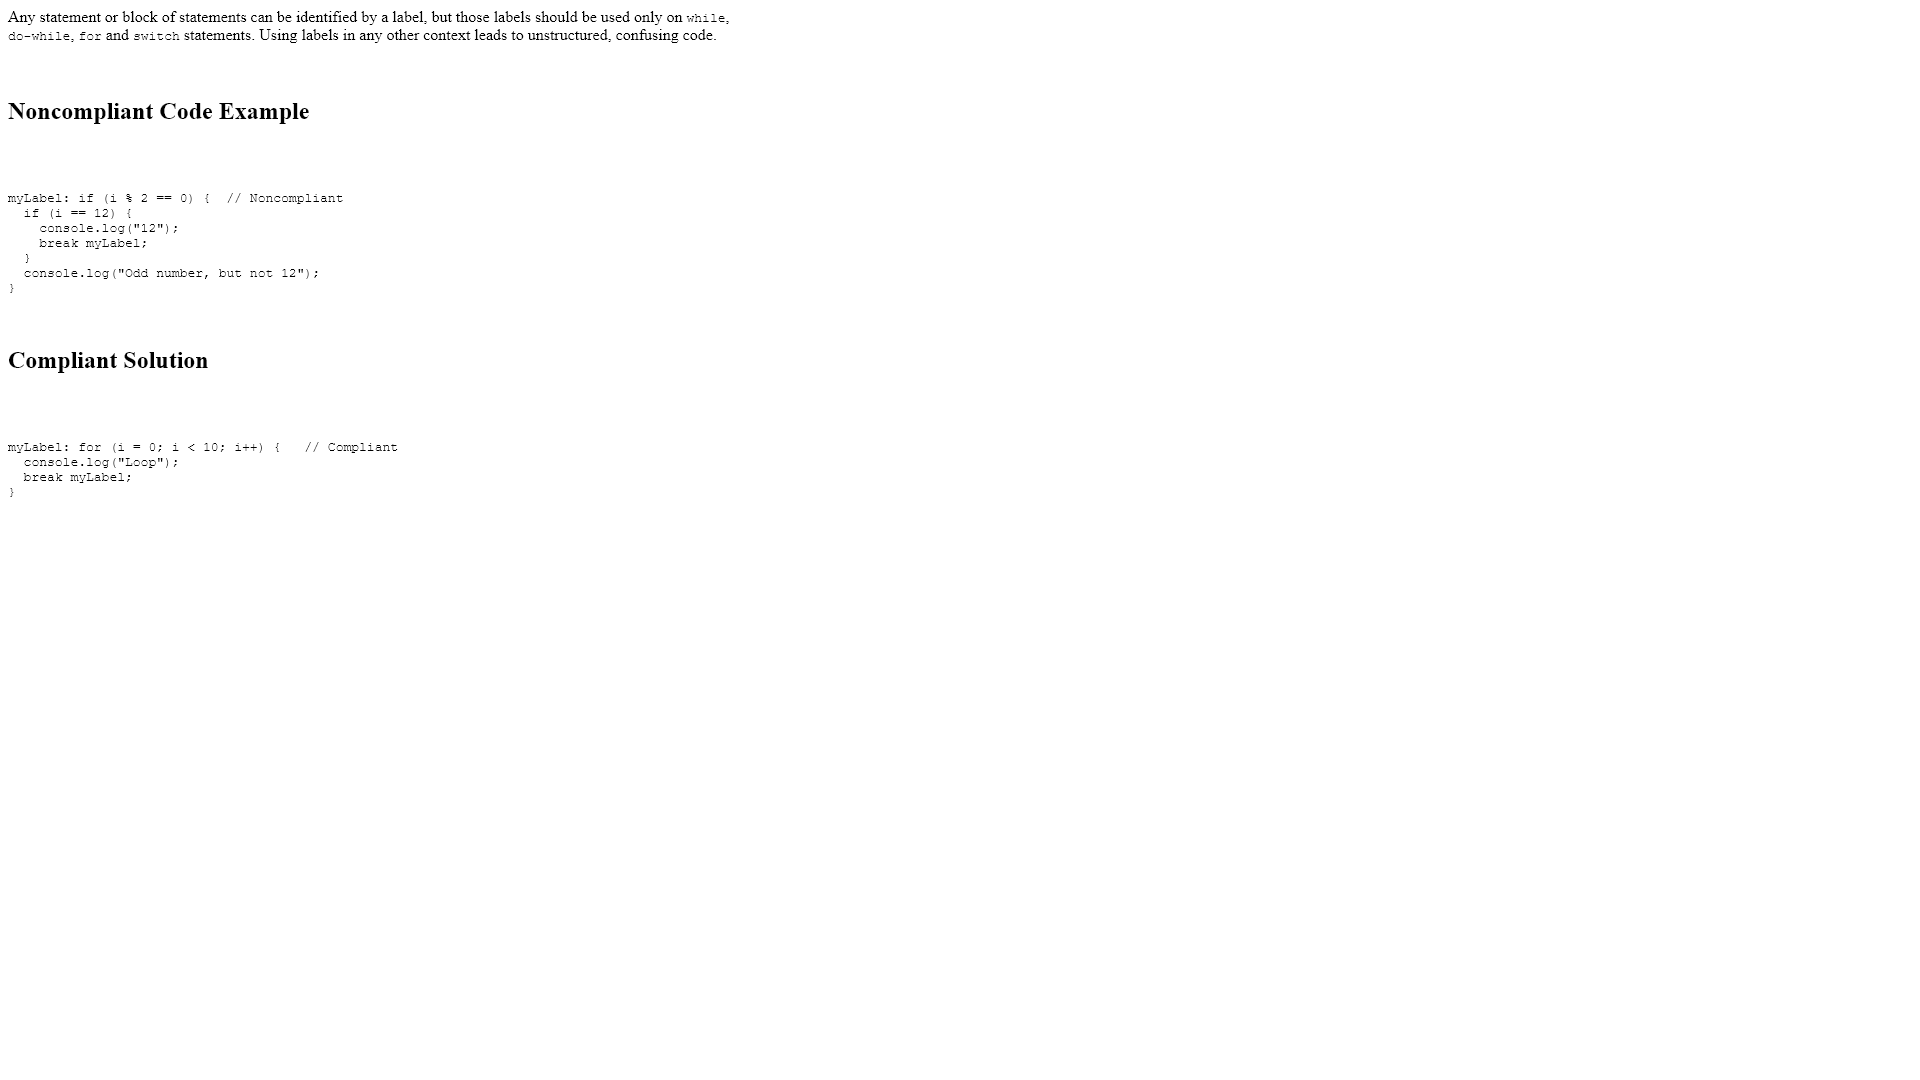 Any statement or block of statements can be identified by a label, but those labels should be used only on while,
do-while, for and switch statements. Using labels in any other context leads to unstructured, confusing code.
Noncompliant Code Example
myLabel: if (i % 2 == 0) {  // Noncompliant
  if (i == 12) {
    console.log("12");
    break myLabel;
  }
  console.log("Odd number, but not 12");
}
Compliant Solution
myLabel: for (i = 0; i < 10; i++) {   // Compliant
  console.log("Loop");
  break myLabel;
}